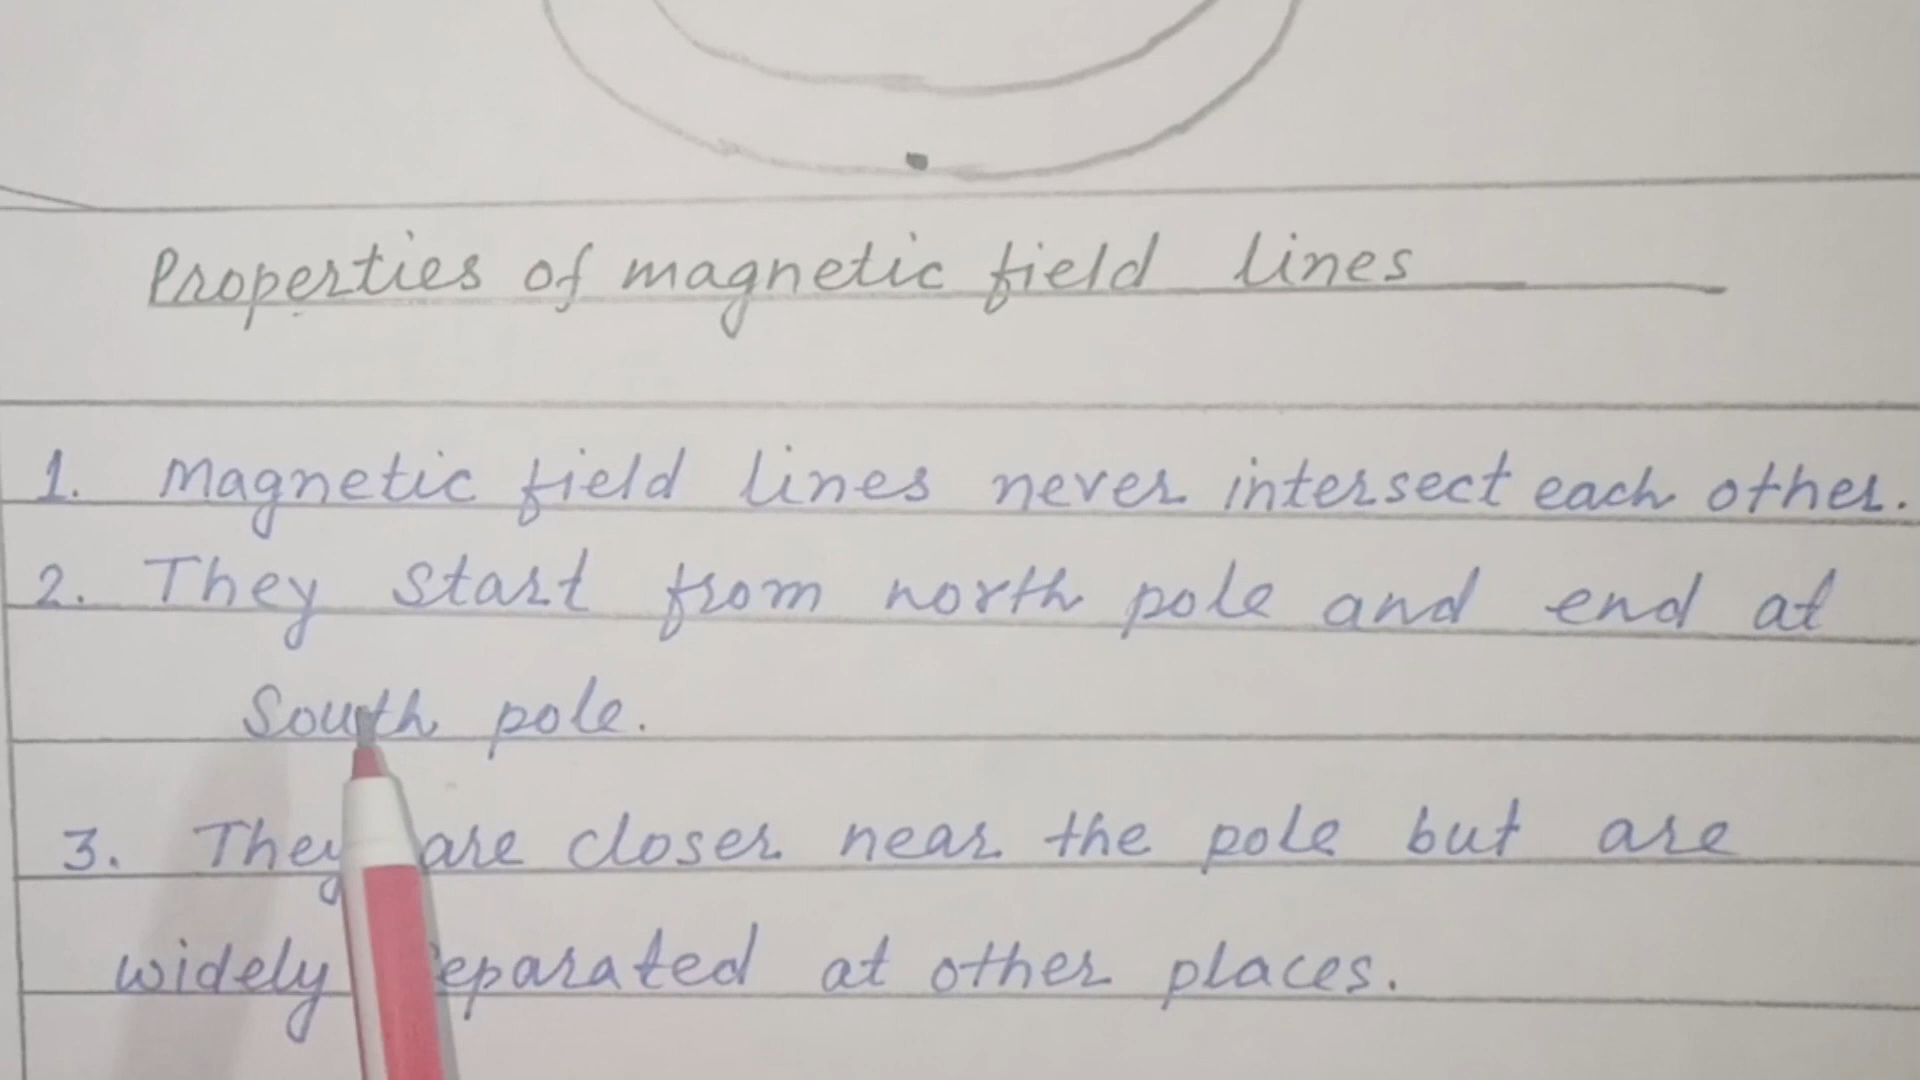 Properties of magnetic field lines
1. Magnetic field lines never intersect each other.
2. They start from north pole and end at
South pole.
3. They are closer near the pole but are
widely separated at other places.